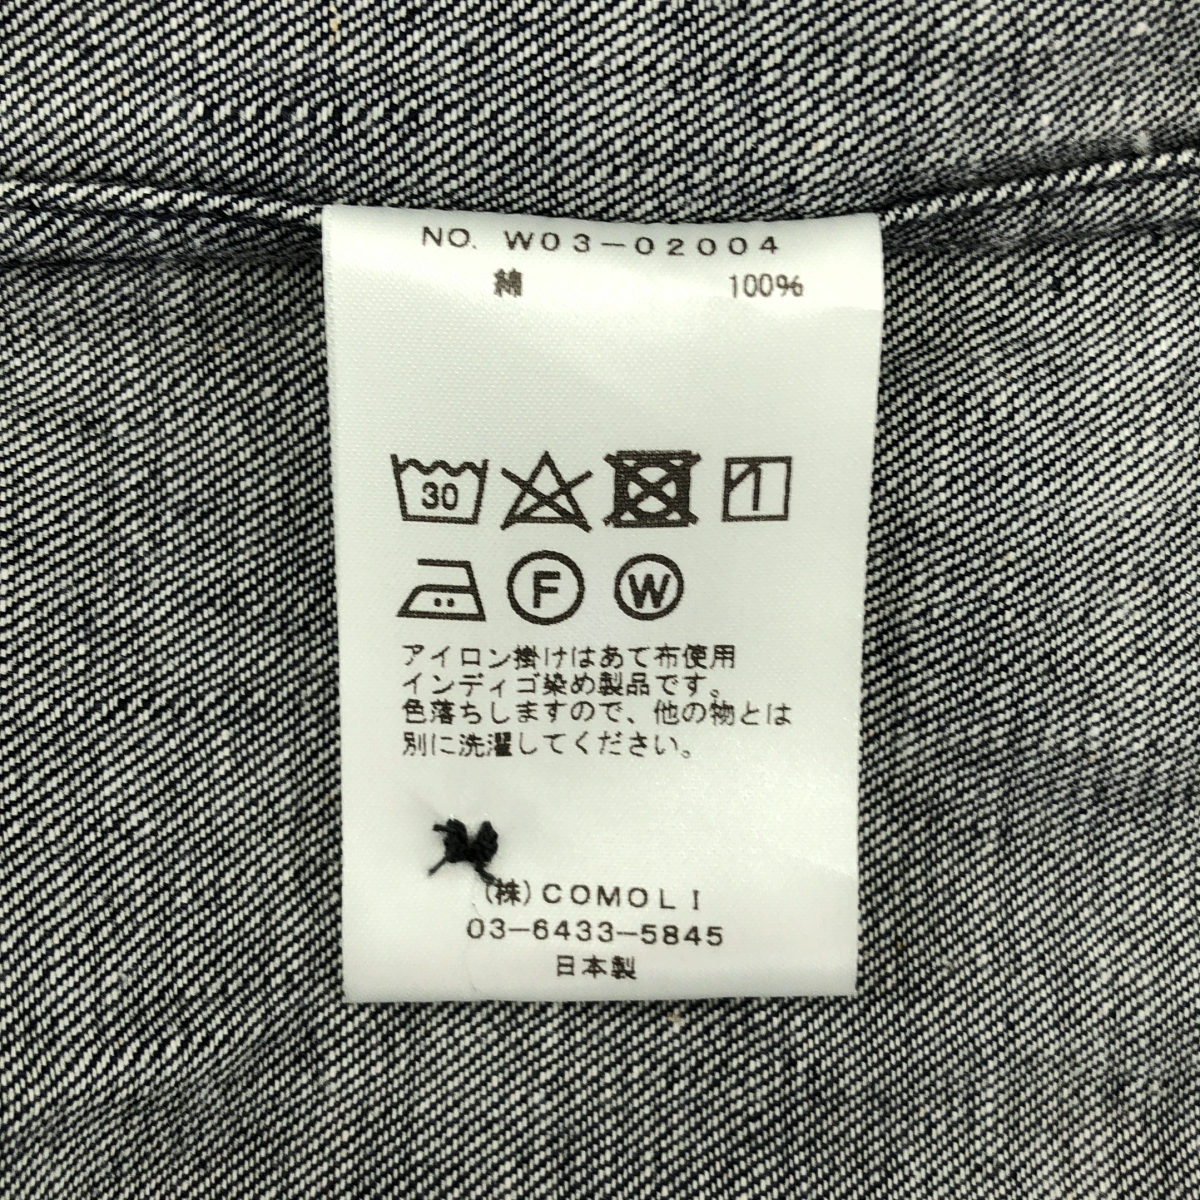 NO. W03-02004
綿 100%
30
F W
アイロン掛けはあて布使用
インディゴ染め製品です。
色落ちしますので、他の物とは
別に洗濯してください。
(株)COMOLI
03-6433-5845
日本製